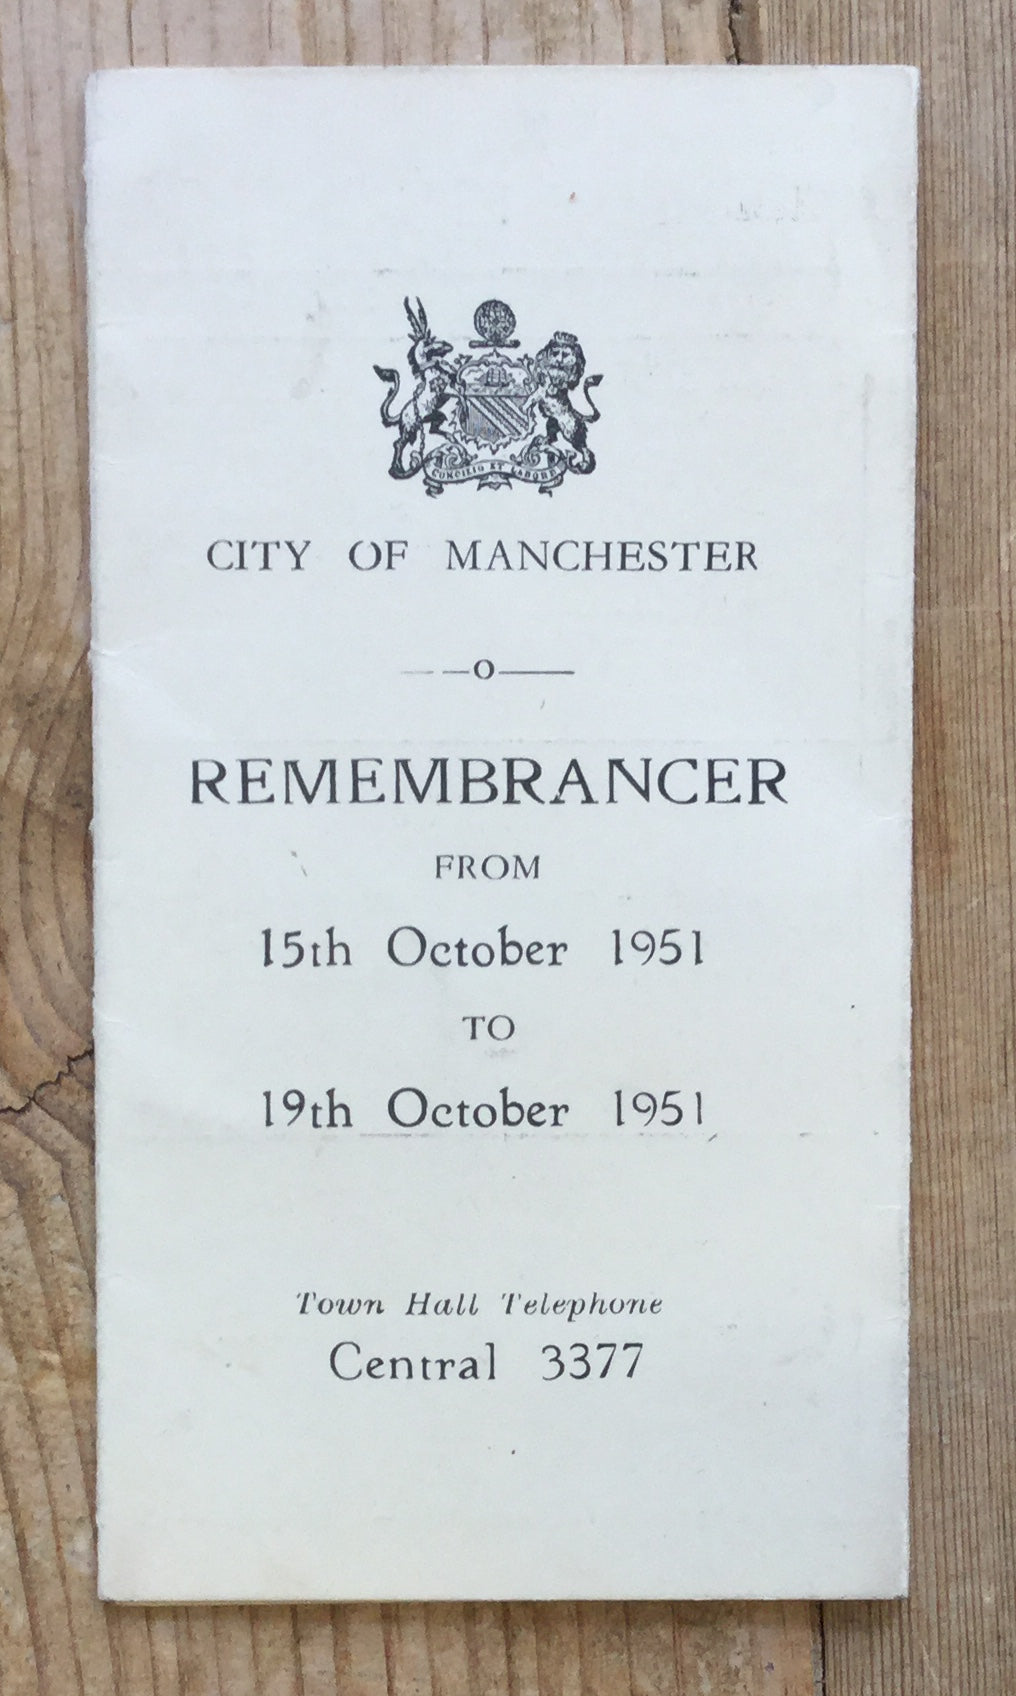 CONCILIO ET LABORE
CITY OF MANCHESTER
REMEMBRANCER
FROM
15th October 1951
TO
19th October 1951
Town Hall Telephone
Central 3377